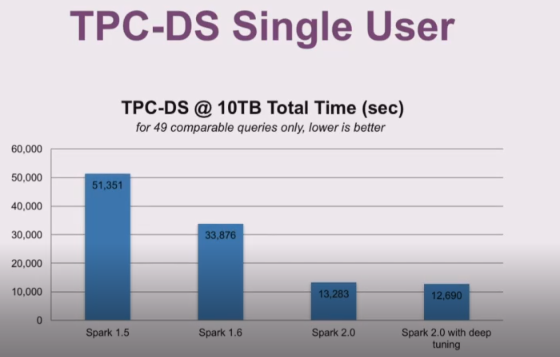 TPC-DS Single User
TPC-DS @ 10TB Total Time (sec)
for 49 comparable queries only, lower is better
60,000
50,000
40,000
30,000
20,000
10,000
0
51,351
33,876
13,283
12,690
Spark 1.5
Spark 1.6
Spark 2.0
Spark 2.0 with deep
tuning